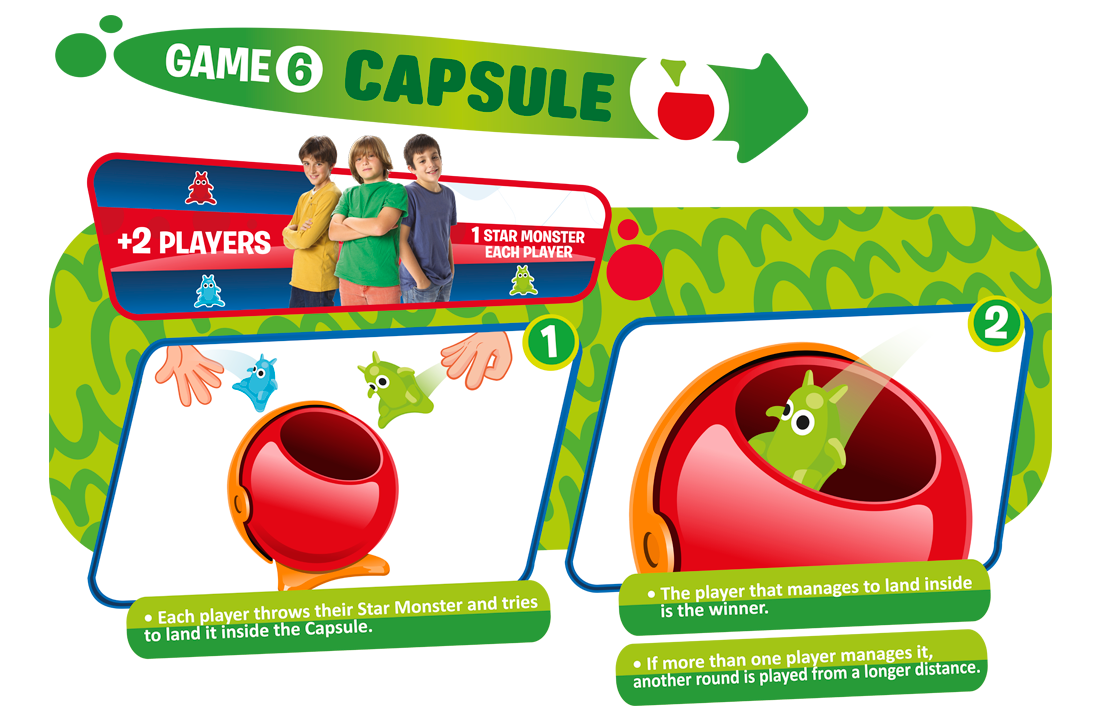 GAME 6 CAPSULE
+2 PLAYERS
1 STAR MONSTER
EACH PLAYER
1
2
• Each player throws their Star Monster and tries
to land it inside the Capsule.
• The player that manages to land inside
is the winner.
• If more than one player manages it,
another round is played from a longer distance.